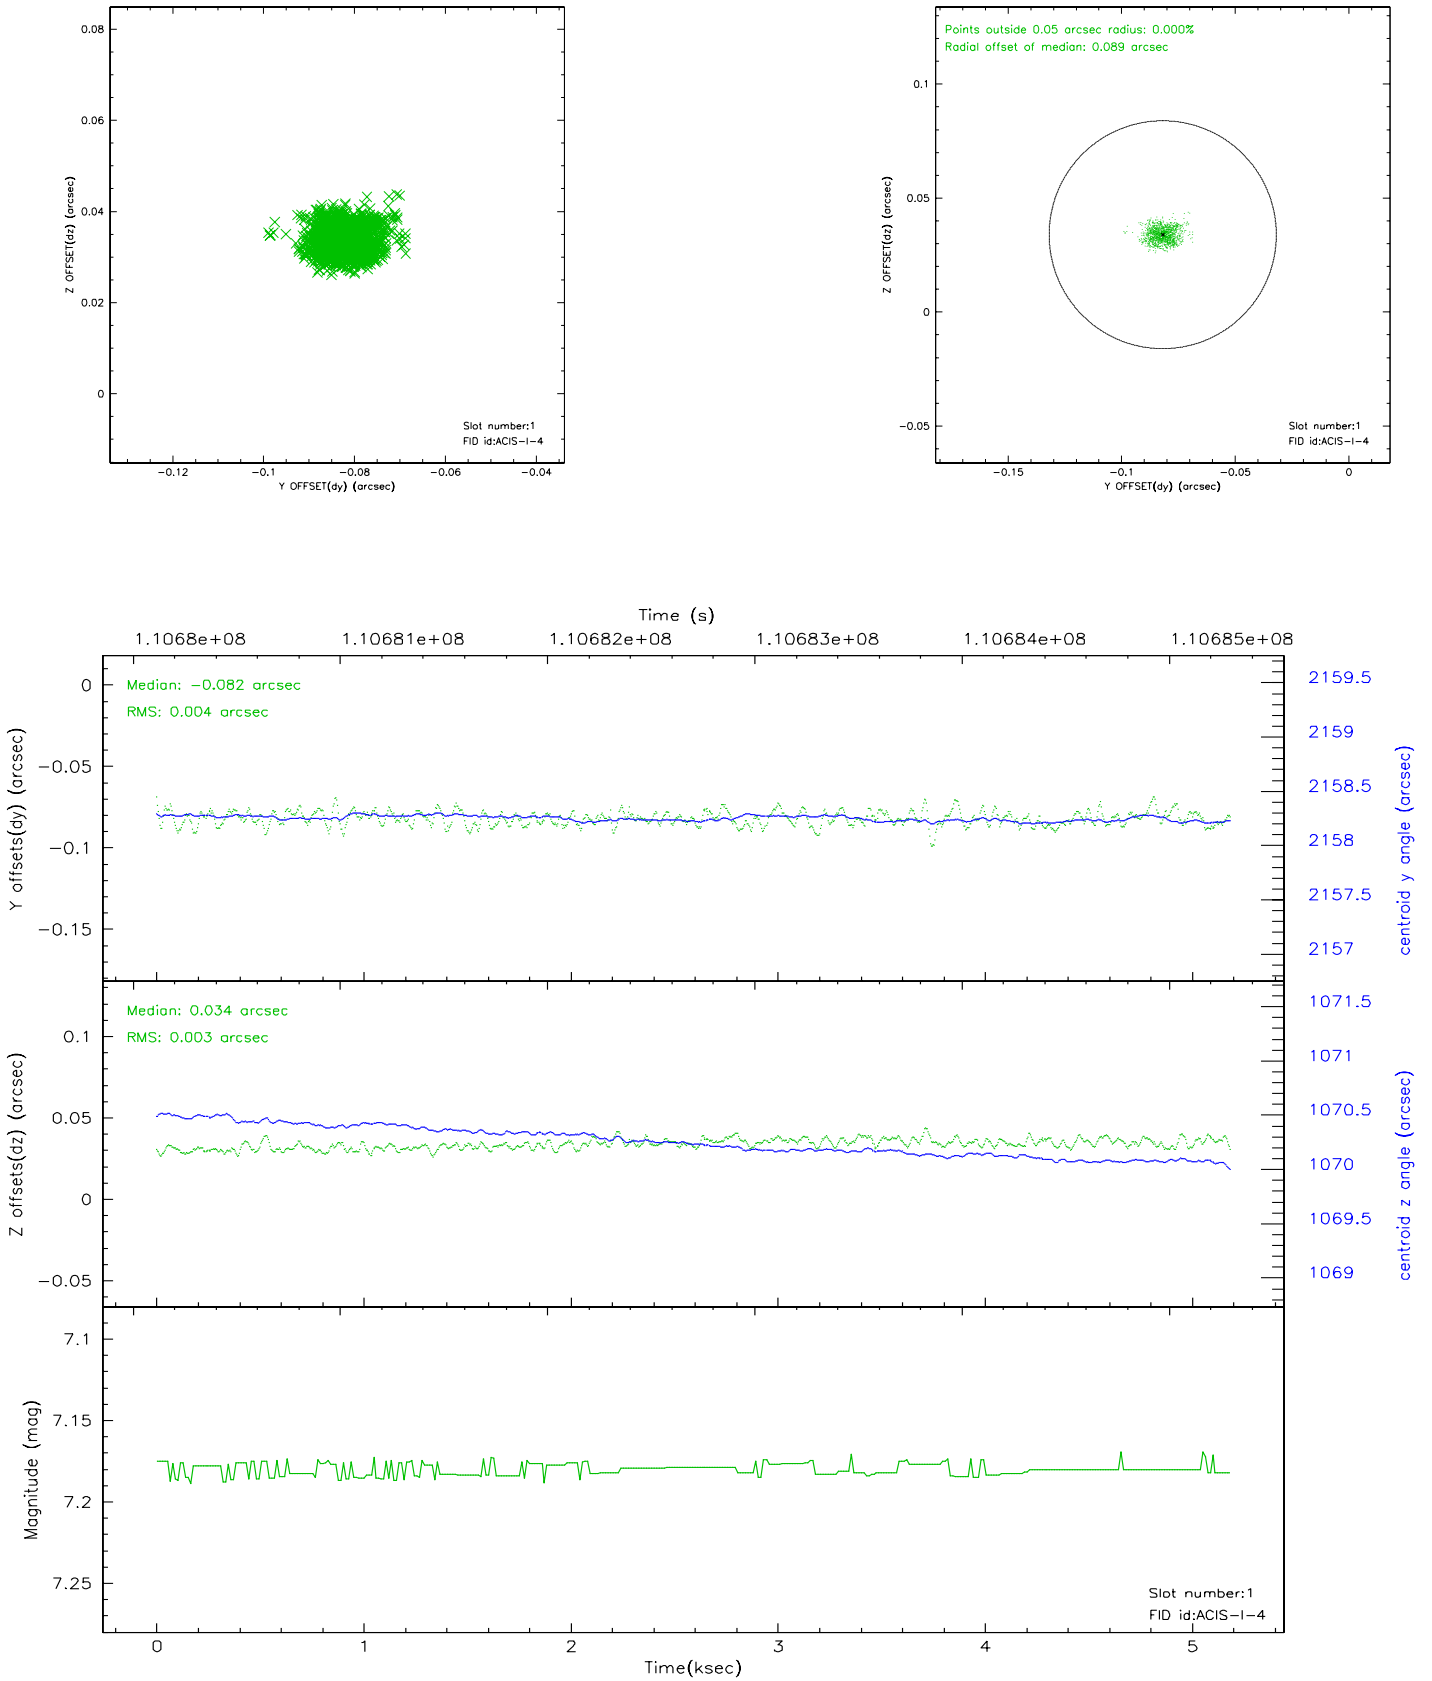 0.08
0.06
0.04
0.02
0
Z OFFSET(dz) (arcsec)
−0.12
−0.1
−0.08
−0.06
−0.04
Y OFFSET(dy) (arcsec)
Slot number:1
FID id:ACIS−I−4
Points outside 0.05 arcsec radius: 0.000%
Radial offset of median: 0.089 arcsec
0.1
0.05
0
−0.05
Z OFFSET(dz) (arcsec)
−0.15
−0.1
−0.05
0
Y OFFSET(dy) (arcsec)
Slot number:1
FID id:ACIS−I−4
Time (s)
1.1068e+08
1.10681e+08
1.10682e+08
1.10683e+08
1.10684e+08
1.10685e+08
Median: −0.082 arcsec
RMS: 0.004 arcsec
0
−0.05
−0.1
−0.15
Y offsets(dy) (arcsec)
2159.5
2159
2158.5
2158
2157.5
2157
centroid y angle (arcsec)
Median: 0.034 arcsec
RMS: 0.003 arcsec
0.1
0.05
0
−0.05
Z offsets(dz) (arcsec)
1071.5
1071
1070.5
1070
1069.5
1069
centroid z angle (arcsec)
7.1
7.15
7.2
7.25
Magnitude (mag)
Slot number:1
FID id:ACIS−I−4
0
1
2
3
4
5
Time(ksec)